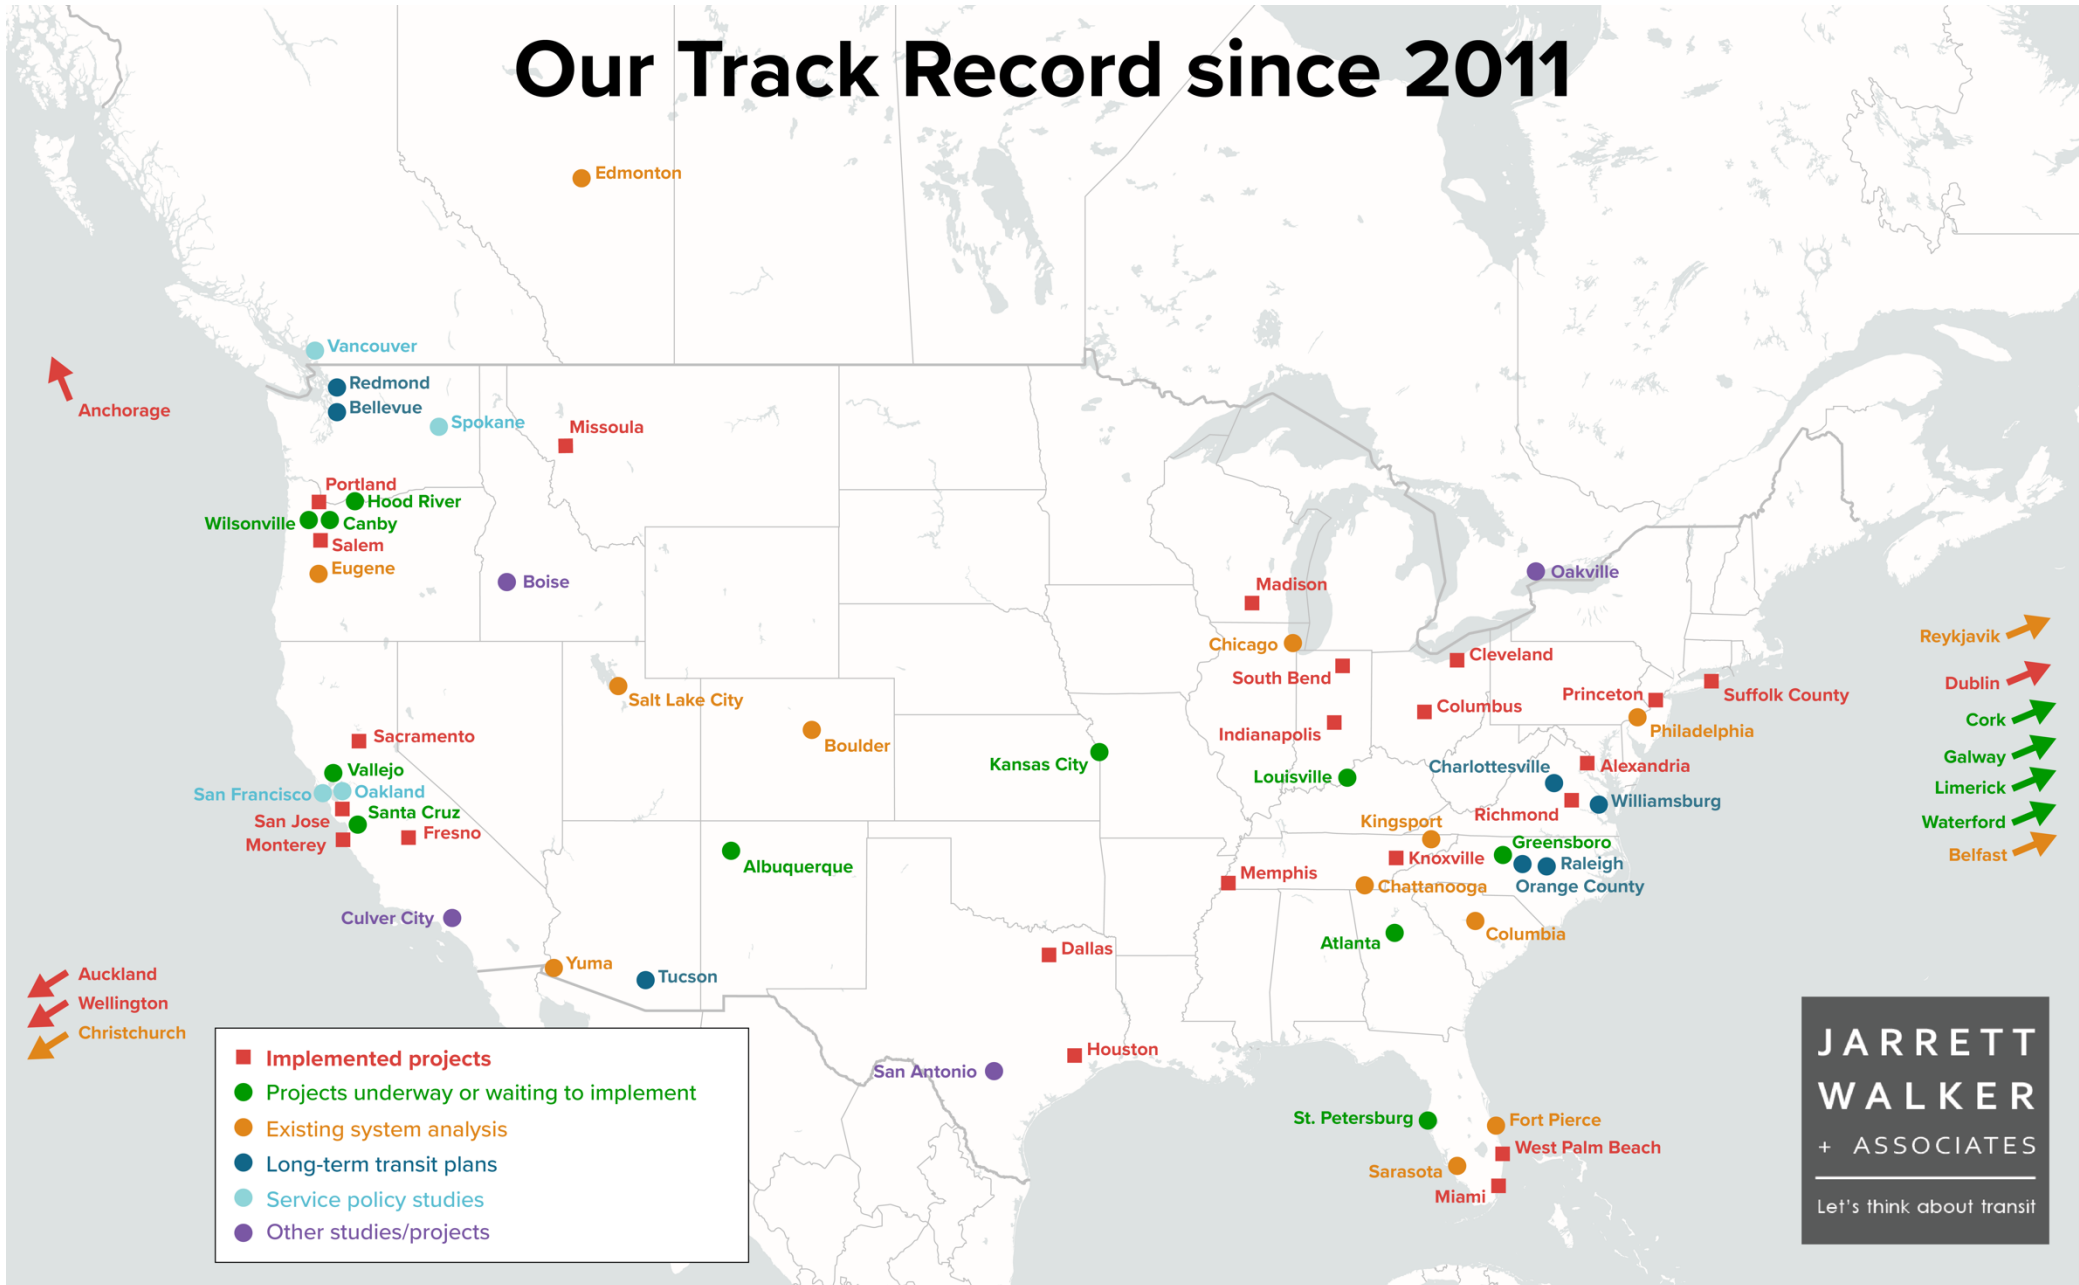 Our Track Record since 2011
Edmonton
Vancouver
Redmond
Bellevue
Spokane
Missoula
Anchorage
Portland
Hood River
Wilsonville
Canby
Salem
Eugene
Boise
Oakville
Madison
Chicago
Cleveland
South Bend
Salt Lake City
Princeton
Suffolk County
Columbus
Philadelphia
Indianapolis
Sacramento
Boulder
Kansas City
Charlottesville
Alexandria
Vallejo
Louisville
San Francisco
Oakland
Williamsburg
Santa Cruz
San Jose
Richmond
Kingsport
Fresno
Monterey
Greensboro
Knoxville
Raleigh
Albuquerque
Memphis
Chattanooga
Orange County
Culver City
Columbia
Atlanta
Dallas
Yuma
Tucson
Houston
San Antonio
St. Petersburg
Fort Pierce
West Palm Beach
Sarasota
Miami
Reykjavik
Dublin
Cork
Galway
Limerick
Waterford
Belfast
Auckland
Wellington
Christchurch
Implemented projects
Projects underway or waiting to implement
Existing system analysis
Long-term transit plans
Service policy studies
Other studies/projects
JARRETT
WALKER
+ ASSOCIATES
Let's think about transit